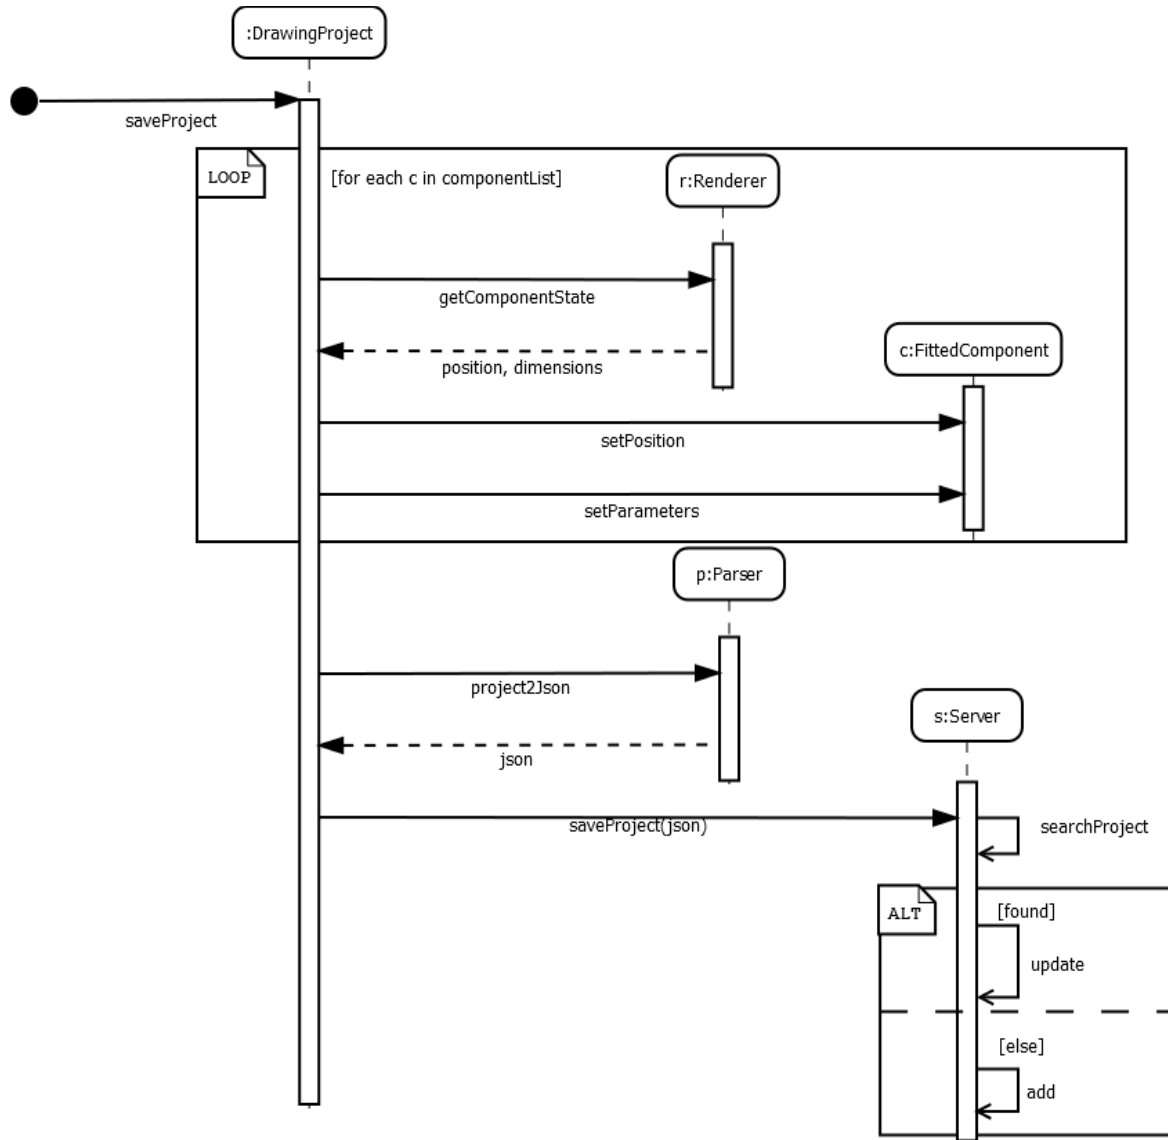 :DrawingProject
saveProject
LOOP
[for each c in componentList]
r:Renderer
getComponentState
position, dimensions
c:FittedComponent
setPosition
setParameters
p:Parser
project2Json
json
s:Server
saveProject(json)
searchProject
ALT
[found]
update
[else]
add